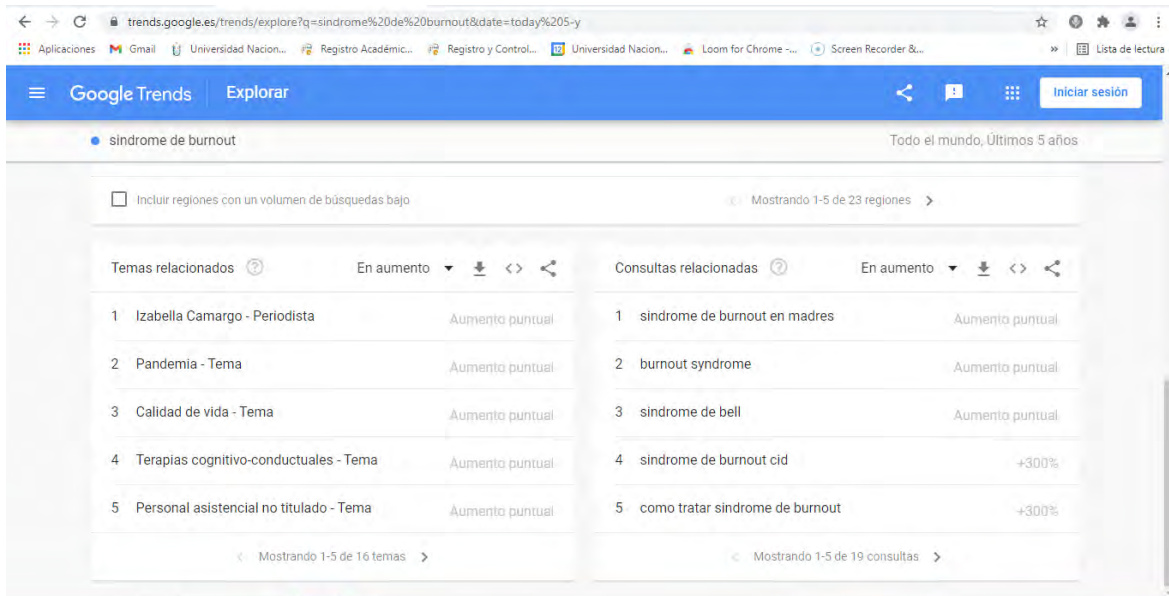 trends.google.es/trends/explore?q=sindrome%20de%20burnout&date=today%205-y
Aplicaciones Gmail Universidad Nacion... Registro Académic... Registro y Control... Universidad Nacion... Loom for Chrome -... Screen Recorder &... » Lista de lectura
Google Trends Explorar Iniciar sesión
sindrome de burnout Todo el mundo, Últimos 5 años
Incluir regiones con un volumen de búsquedas bajo Mostrando 1-5 de 23 regiones
Temas relacionados En aumento
1 Izabella Camargo - Periodista Aumento puntual
2 Pandemia - Tema Aumento puntual
3 Calidad de vida - Tema Aumento puntual
4 Terapias cognitivo-conductuales - Tema Aumento puntual
5 Personal asistencial no titulado - Tema Aumento puntual
Mostrando 1-5 de 16 temas
Consultas relacionadas En aumento
1 sindrome de burnout en madres Aumento puntual
2 burnout syndrome Aumento puntual
3 sindrome de bell Aumento puntual
4 sindrome de burnout cid +300%
5 como tratar sindrome de burnout +300%
Mostrando 1-5 de 19 consultas